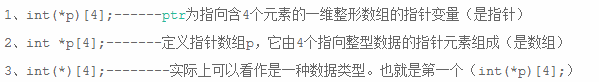 1、int(*p)[4];------ptr为指向含4个元素的一维整形数组的指针变量（是指针）
2、int *p[4];-------定义指针数组p，它由4个指向整型数据的指针元素组成（是数组）
3、int(*)[4];--------实际上可以看作是一种数据类型。也就是第一个（int(*p)[4];）